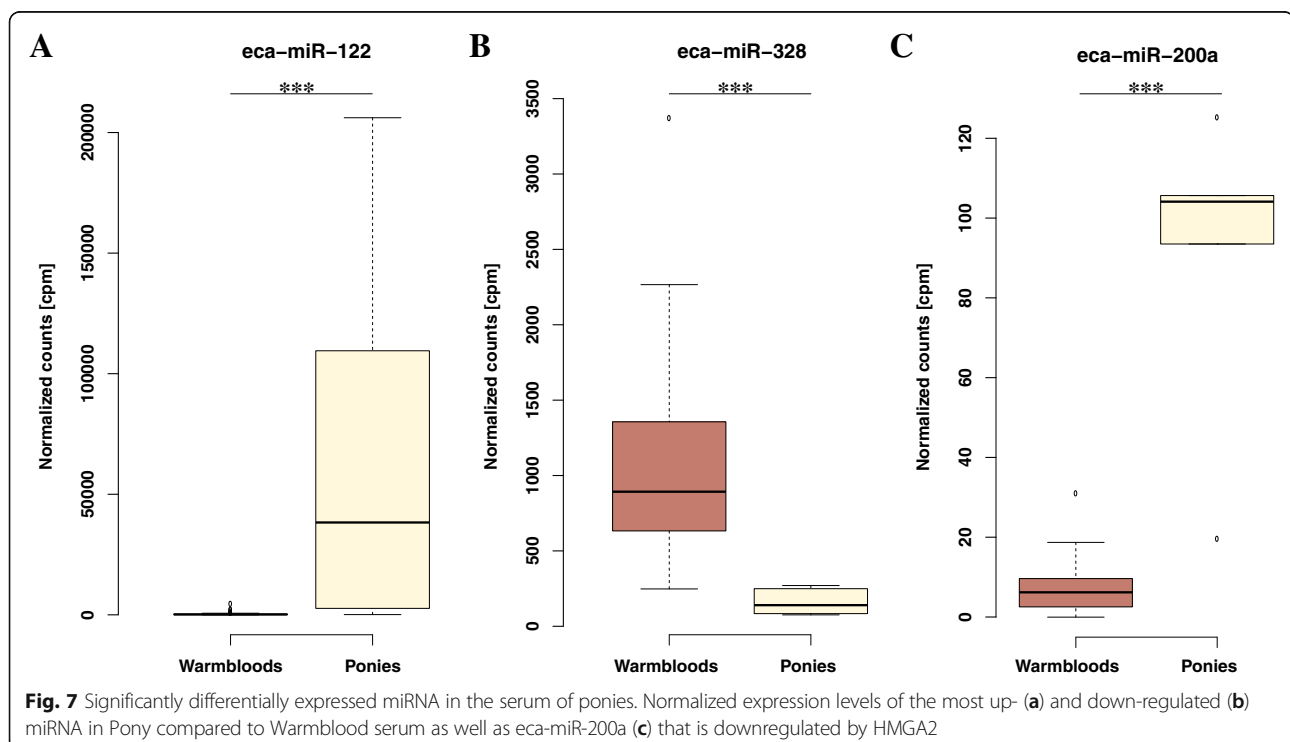 A
eca−miR−122
***
Normalized counts [cpm]
200000
150000
100000
50000
0
Warmbloods
Ponies
B
eca−miR−328
***
Normalized counts [cpm]
3500
3000
2500
2000
1500
1000
500
0
Warmbloods
Ponies
C
eca−miR−200a
***
Normalized counts [cpm]
120
100
80
60
40
20
0
Warmbloods
Ponies
Fig. 7 Significantly differentially expressed miRNA in the serum of ponies. Normalized expression levels of the most up- (a) and down-regulated (b)
miRNA in Pony compared to Warmblood serum as well as eca-miR-200a (c) that is downregulated by HMGA2